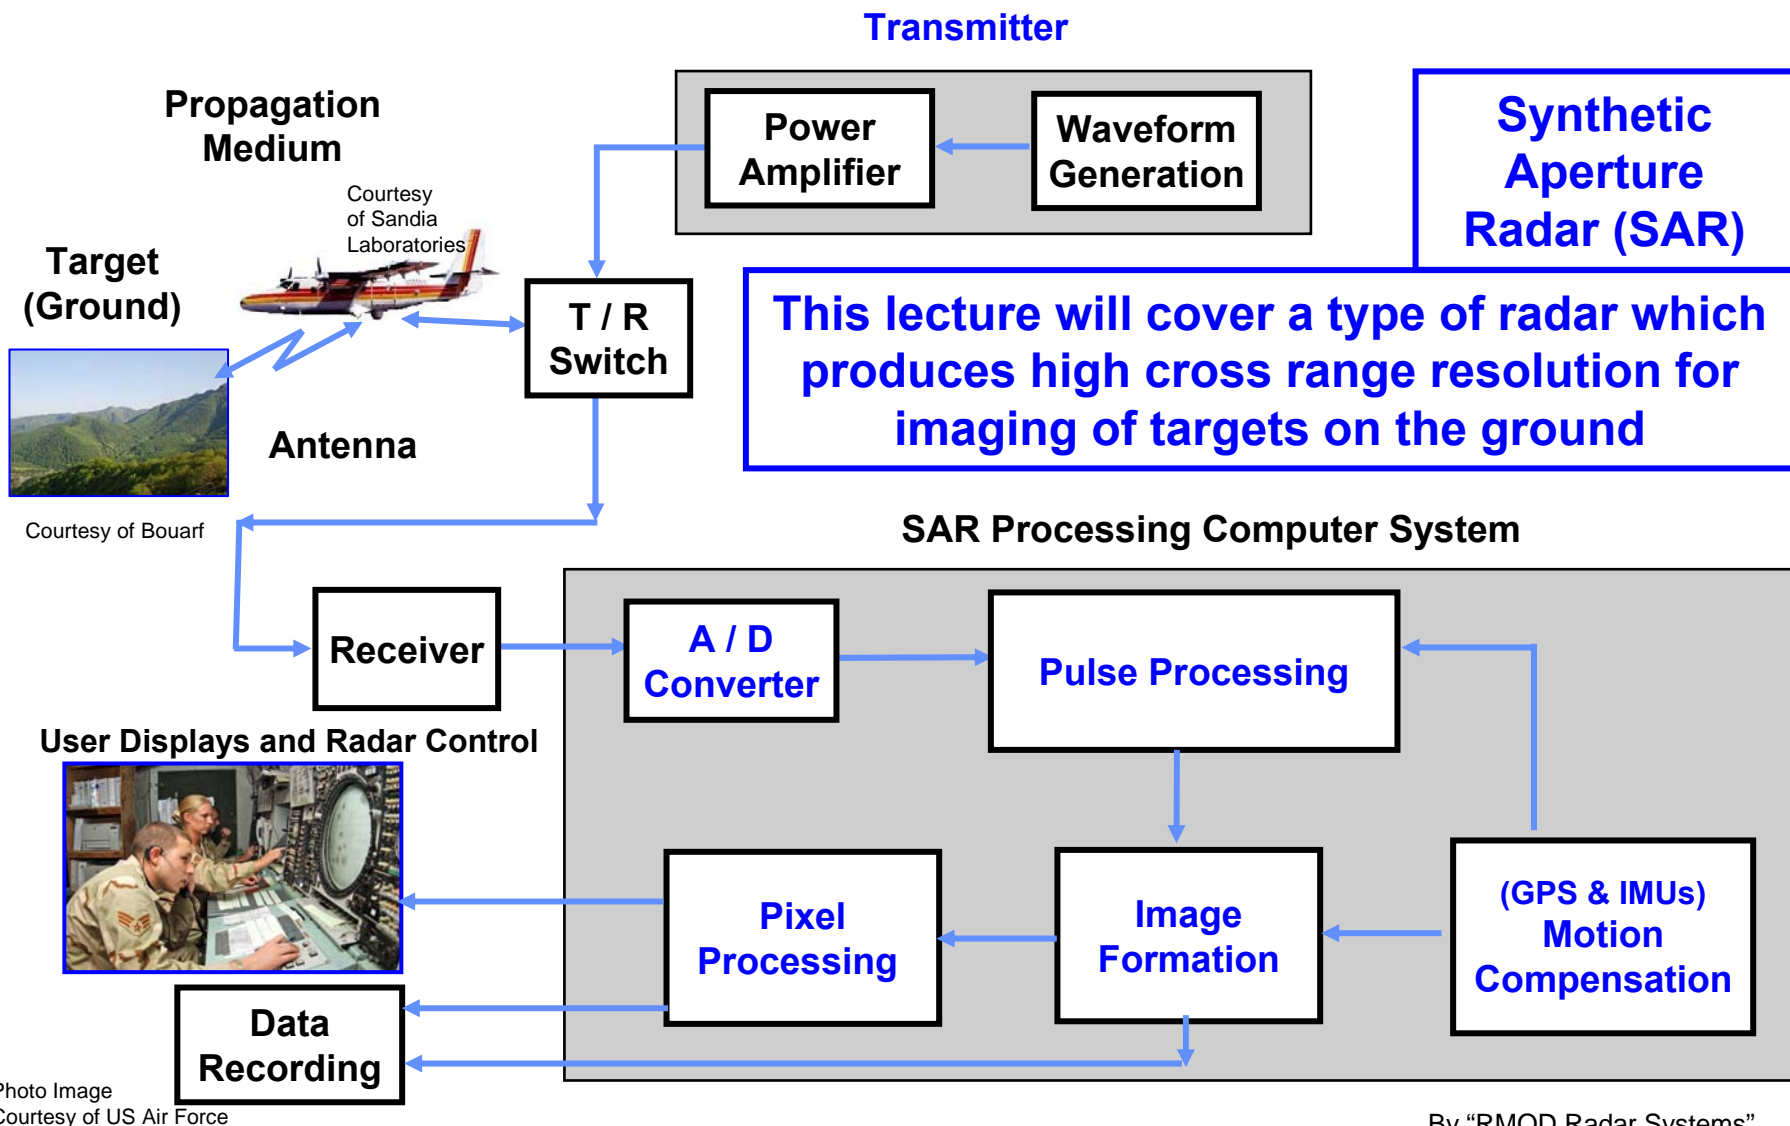 Transmitter
Propagation
Medium
Courtesy
of Sandia
Laboratories
Power
Amplifier
Waveform
Generation
Synthetic
Aperture
Radar (SAR)
Target
(Ground)
T / R
Switch
This lecture will cover a type of radar which
produces high cross range resolution for
imaging of targets on the ground
Antenna
Courtesy of Bouarf
SAR Processing Computer System
Receiver
A / D
Converter
Pulse Processing
User Displays and Radar Control
Pixel
Processing
Image
Formation
(GPS & IMUs)
Motion
Compensation
Data
Recording
Photo Image
Courtesy of US Air Force
By “RMOD Radar Systems”